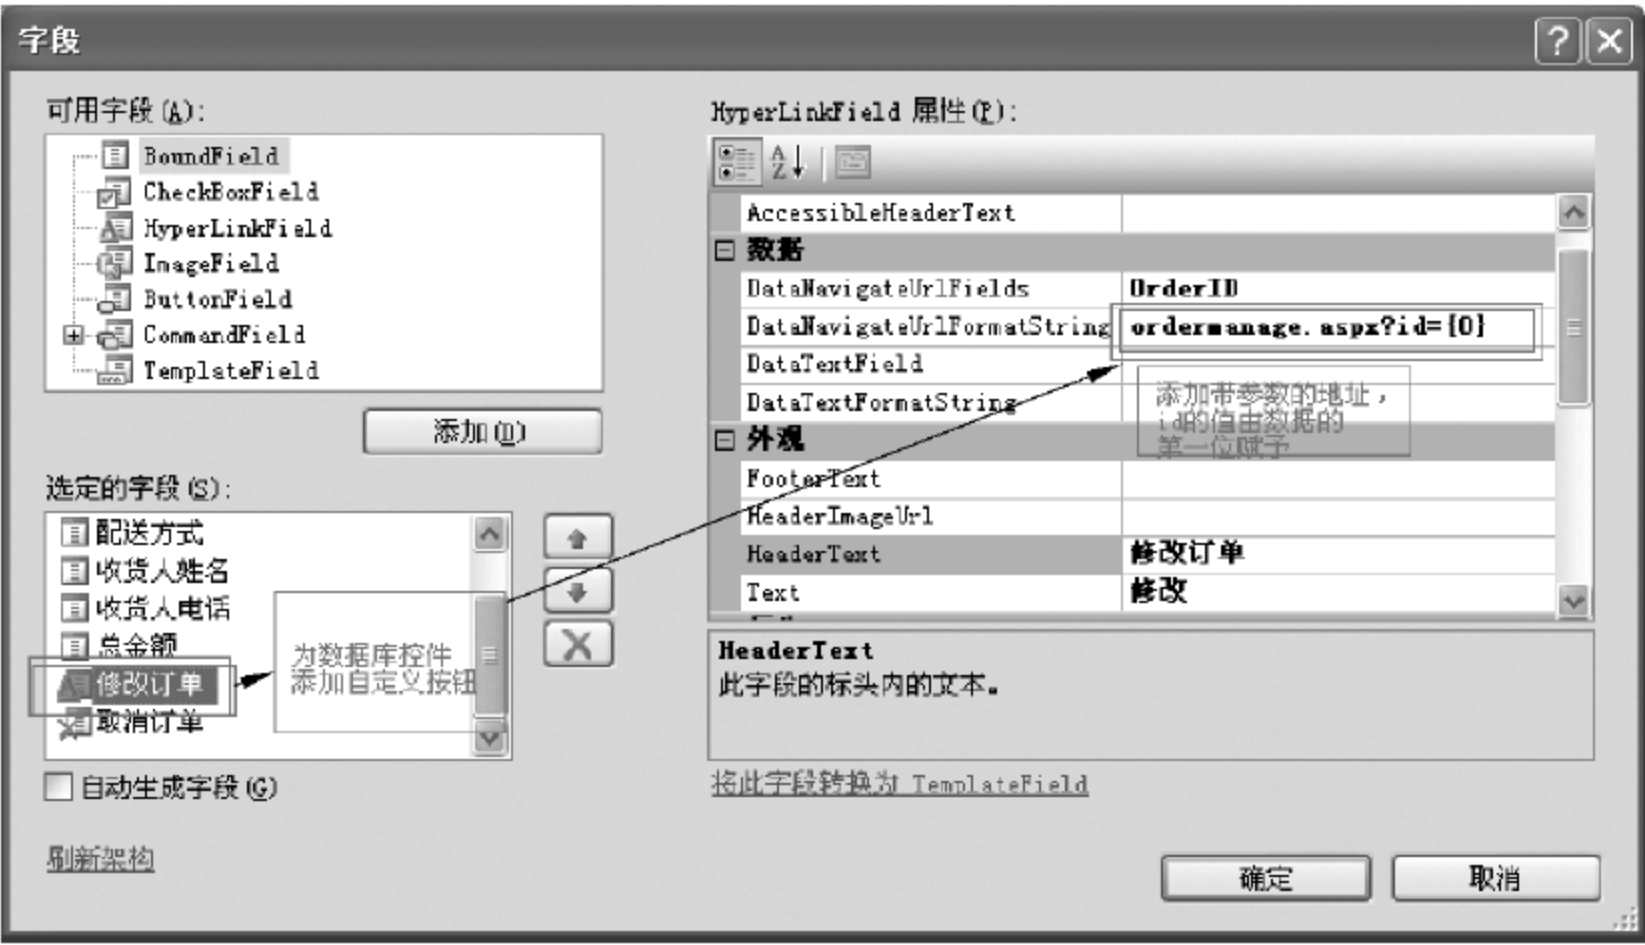 字段
可用字段(A):
BoundField
CheckBoxField
HyperLinkField
ImageField
ButtonField
CommandField
TemplateField
添加(D)
选定的字段(S):
配送方式
收货人姓名
收货人电话
总金额
修改订单
取消订单
为数据库控件
添加自定义按钮
自动生成字段(G)
刷新架构
HyperLinkField 属性(P):
AccessibleHeaderText
数据
DataNavigateUrlFields OrderID
DataNavigateUrlFormatString ordermanage.aspx?id={0}
DataTextField
DataTextFormatString
添加带参数的地址，
id的值由数据的
第一位赋予
外观
FooterText
HeaderImageUrl
HeaderText 修改订单
Text 修改
HeaderText
此字段的标头内的文本。
将此字段转换为 TemplateField
确定
取消